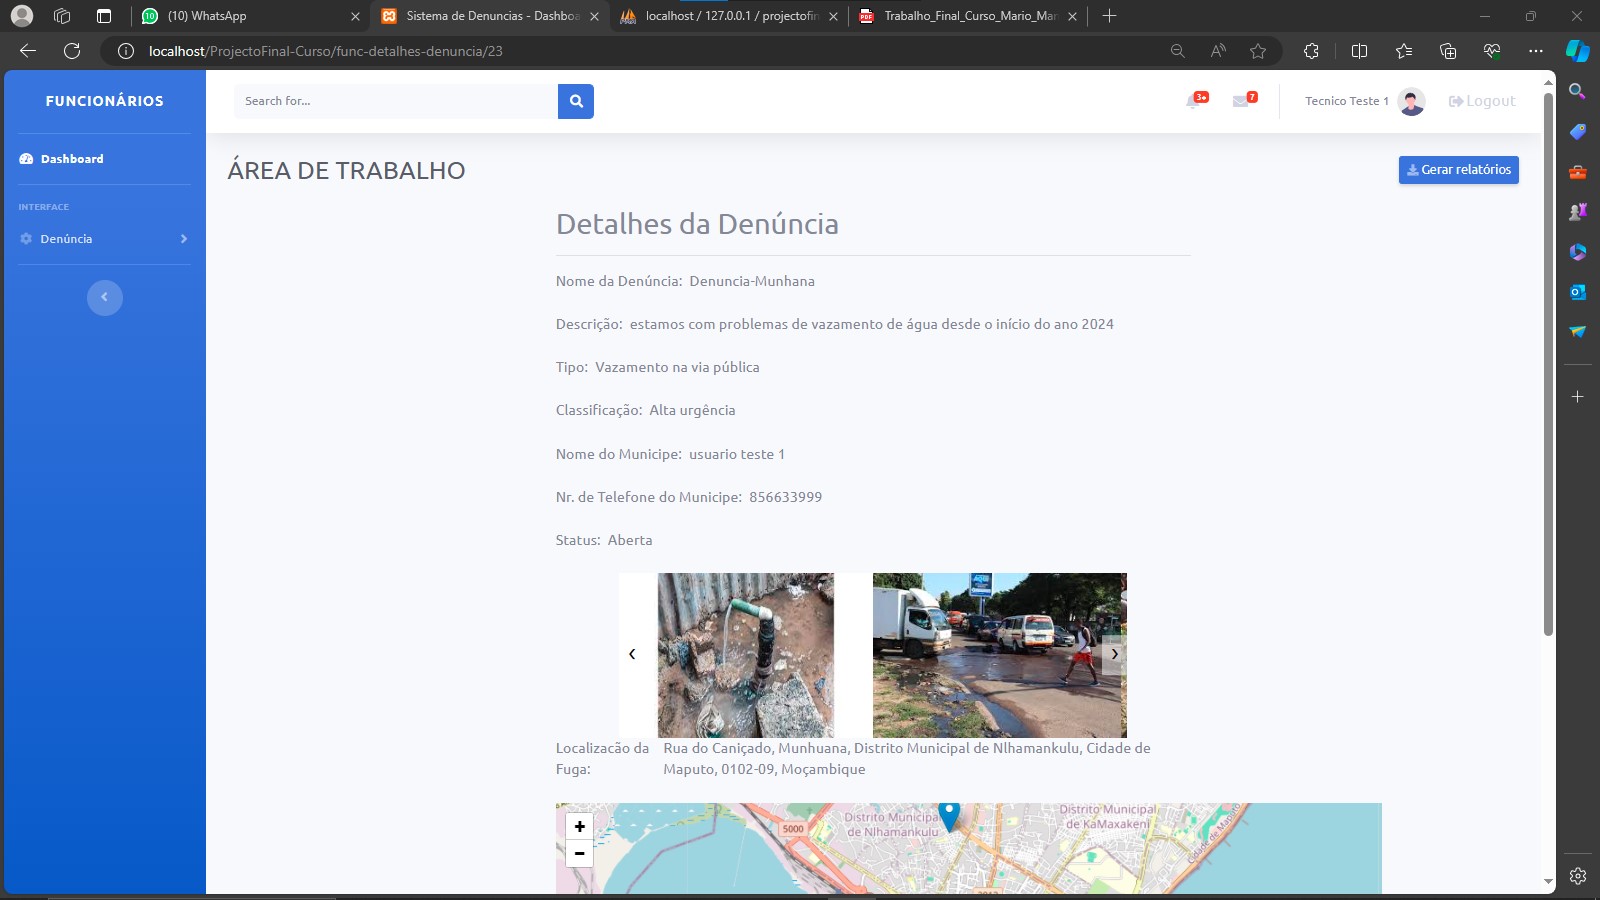 (10) WhatsApp
Sistema de Denuncias - Dashboa
localhost / 127.0.0.1 / projectofin
Trabalho_Final_Curso_Mario_Mar
localhost/ProjectoFinal-Curso/func-detalhes-denuncia/23
FUNCIONÁRIOS
Search for...
3+
7
Tecnico Teste 1
Logout
Dashboard
ÁREA DE TRABALHO
Gerar relatórios
INTERFACE
Denúncia
Detalhes da Denúncia
Nome da Denúncia: Denuncia-Munhana
Descrição: estamos com problemas de vazamento de água desde o início do ano 2024
Tipo: Vazamento na via pública
Classificação: Alta urgência
Nome do Municipe: usuario teste 1
Nr. de Telefone do Municipe: 856633999
Status: Aberta
Localizacão da Fuga:
Rua do Caniçado, Munhuana, Distrito Municipal de Nlhamankulu, Cidade de
Maputo, 0102-09, Moçambique
+
−
5000
Distrito Municipal
de Nlhamankulu
Distrito Municipal
de KaMaxakeni